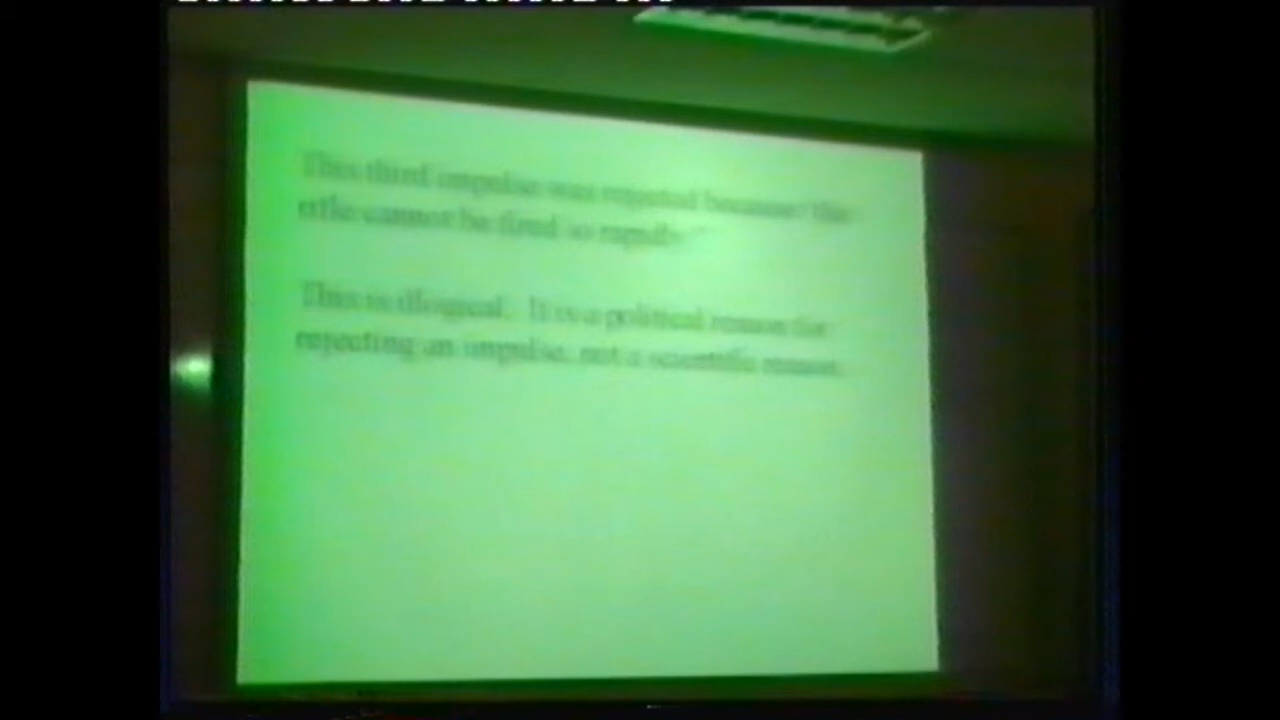 This third impulse was rejected because "the
rifle cannot be fired so rapidly."
This is illogical. It is a political reason for
rejecting an impulse, not a scientific reason.